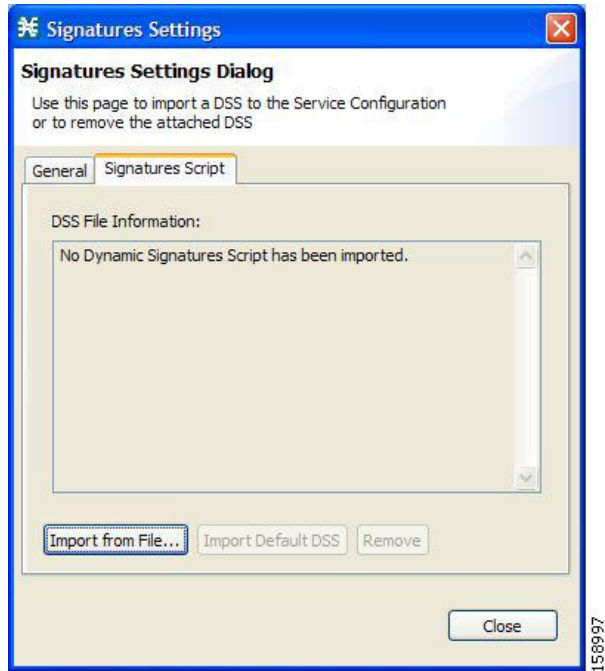 Signatures Settings
Signatures Settings Dialog
Use this page to import a DSS to the Service Configuration
or to remove the attached DSS
General
Signatures Script
DSS File Information:
No Dynamic Signatures Script has been imported.
Import from File...
Import Default DSS
Remove
Close
158997